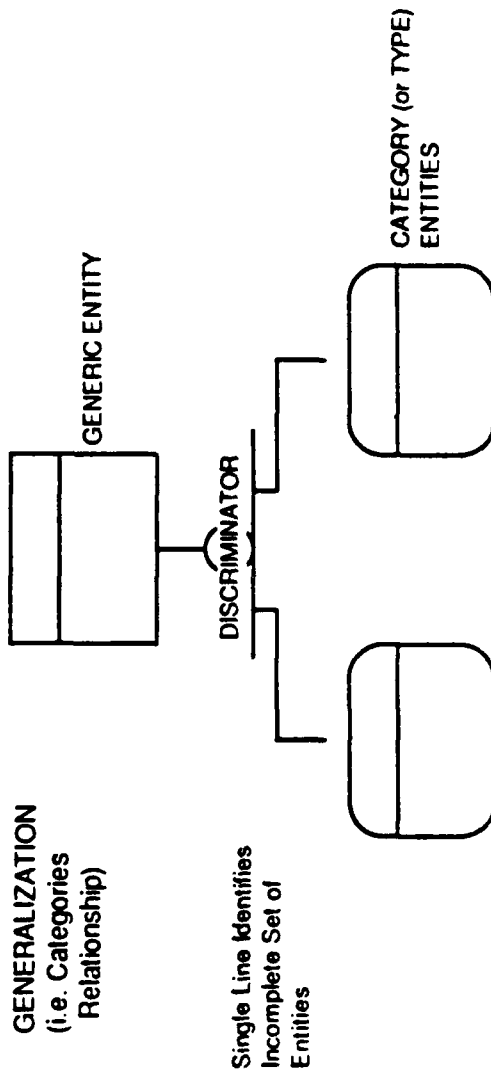 GENERALIZATION
(i.e. Categories
Relationship)
GENERIC ENTITY
DISCRIMINATOR
Single Line Identifies
Incomplete Set of
Entities
CATEGORY (or TYPE)
ENTITIES